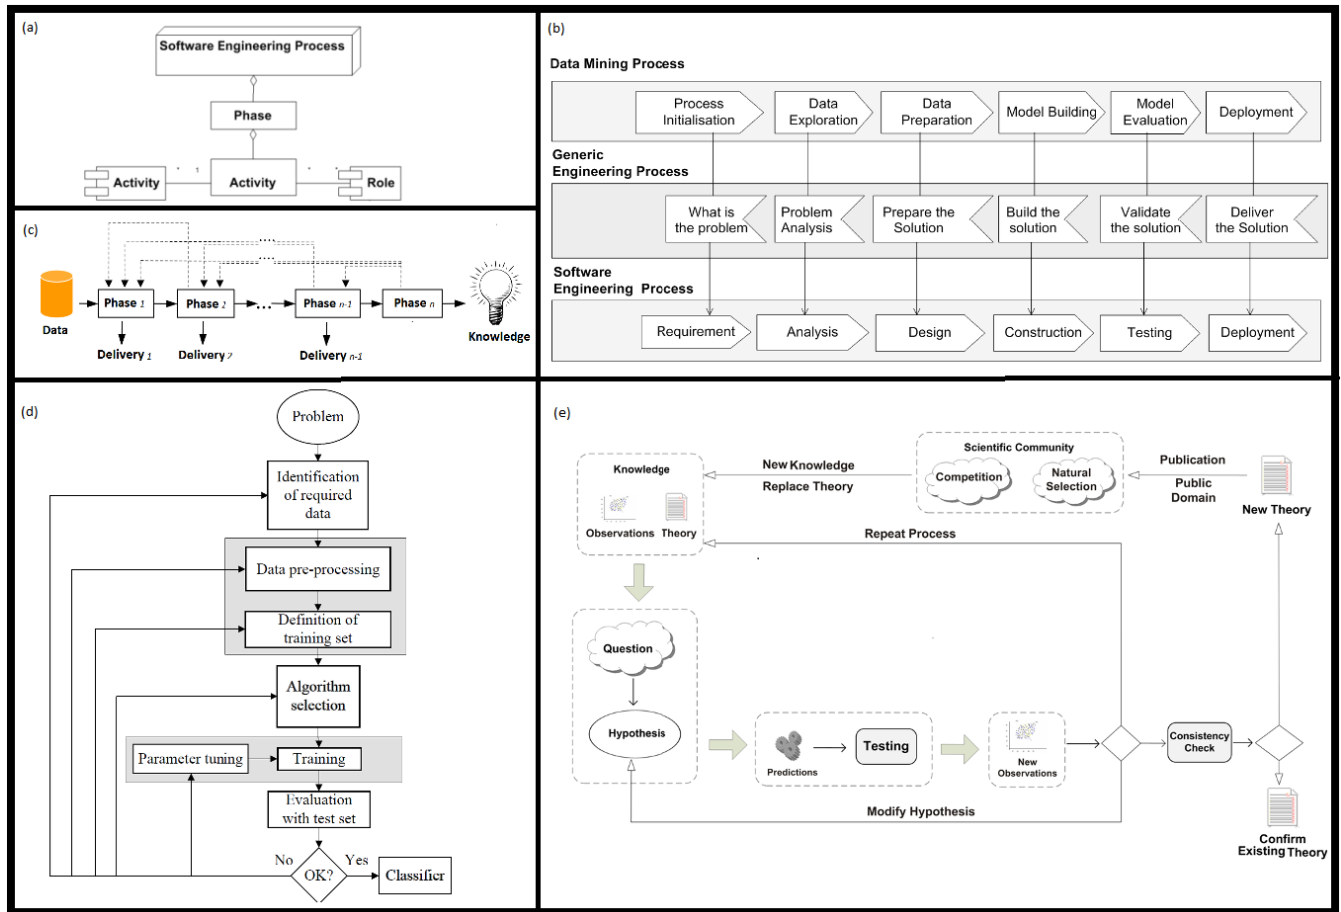 (a)
Software Engineering Process
Phase
Activity
* 1
Activity
* *
Role
(b)
Data Mining Process
Process
Initialisation
Data
Exploration
Data
Preparation
Model Building
Model
Evaluation
Deployment
Generic
Engineering Process
What is
the problem
Problem
Analysis
Prepare the
Solution
Build the
solution
Validate
the solution
Deliver
the Solution
Software
Engineering Process
Requirement
Analysis
Design
Construction
Testing
Deployment
(c)
....
....
Data
Phase 1
Phase 2
...
Phase n-1
Phase n
Knowledge
Delivery 1
Delivery 2
Delivery n-1
(d)
Problem
Identification
of required
data
Data pre-processing
Definition of
training set
Algorithm
selection
Parameter tuning
Training
Evaluation
with test set
No
OK?
Yes
Classifier
(e)
Knowledge
Observations
Theory
New Knowledge
Replace Theory
Scientific Community
Competition
Natural
Selection
Publication
Public
Domain
New Theory
Repeat Process
Question
Hypothesis
Predictions
Testing
New
Observations
Consistency
Check
Modify Hypothesis
Confirm
Existing Theory